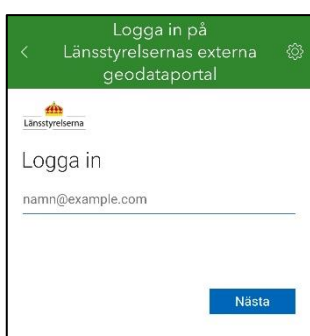 Logga in på
Länsstyrelsernas externa
geodataportal
Länsstyrelserna
Logga in
namn@example.com
Nästa